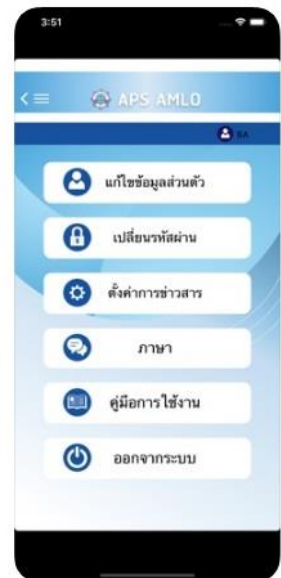 3:51
APS AMLO
BA
แก้ไขข้อมูลส่วนตัว
เปลี่ยนรหัสผ่าน
ตั้งค่าการข่าวสาร
ภาษา
คู่มือการใช้งาน
ออกจากระบบ